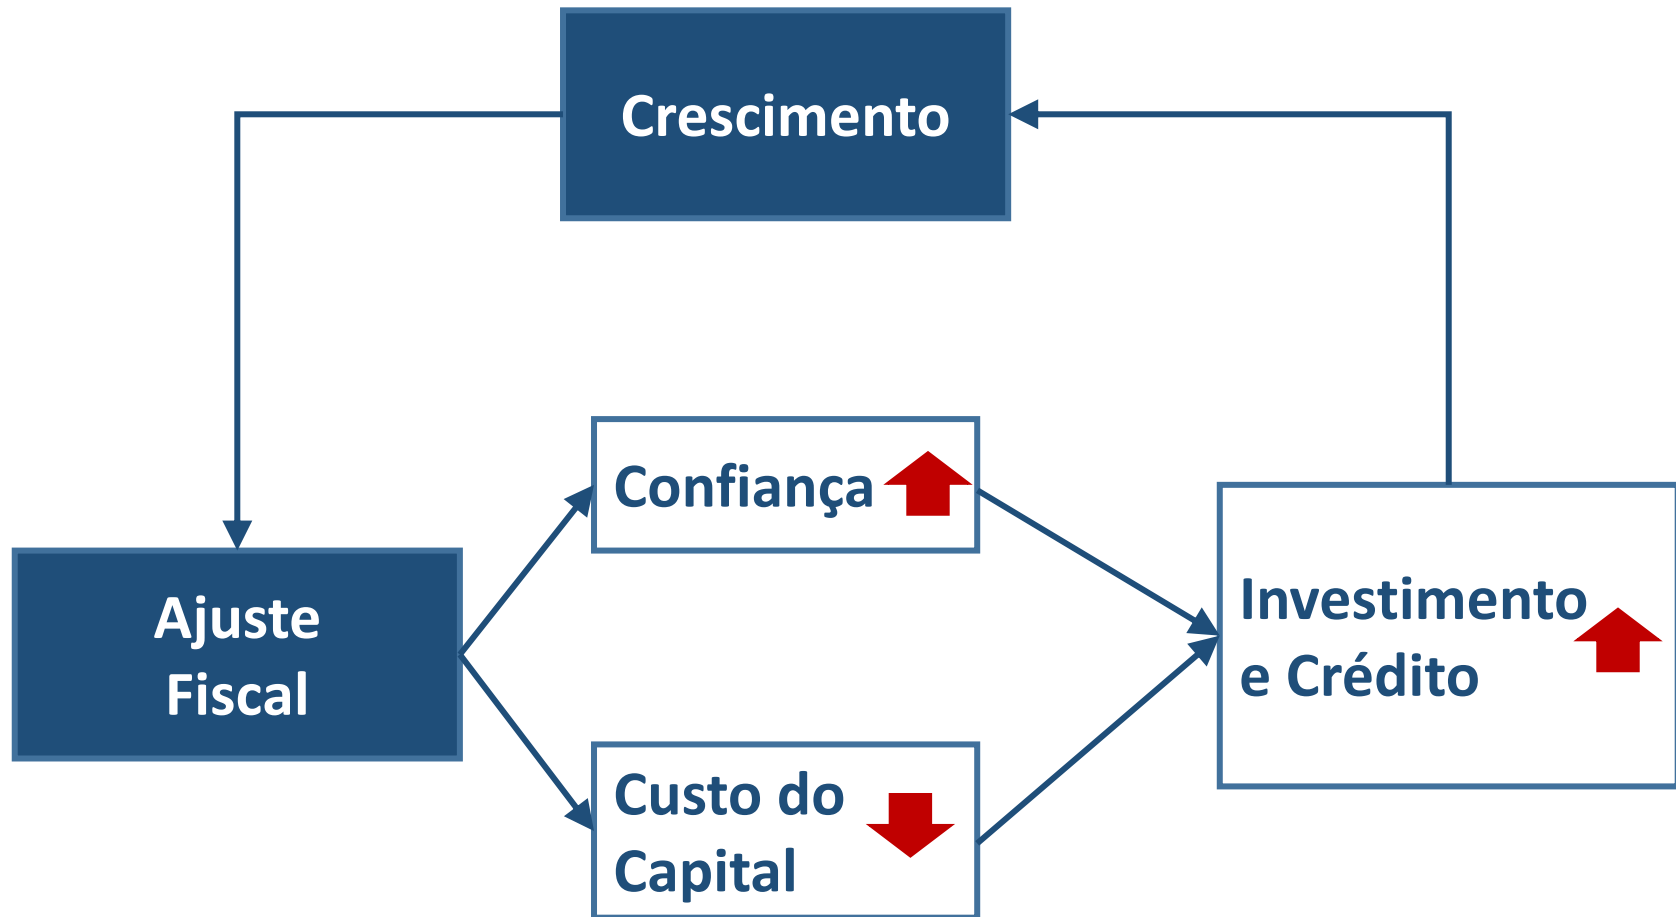 Crescimento
Confiança
Ajuste
Fiscal
Investimento
e Crédito
Custo do
Capital